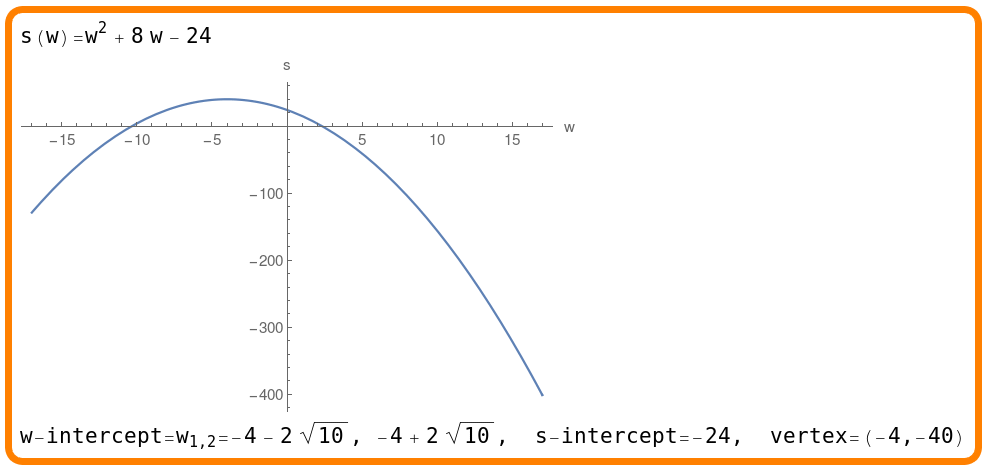 s(w)=w² + 8 w − 24
s
w
−15 −10 −5 5 10 15
−100
−200
−300
−400
w−intercept=w₁,₂=−4 − 2 √10, −4 + 2 √10, s−intercept=−24, vertex=(−4,−40)